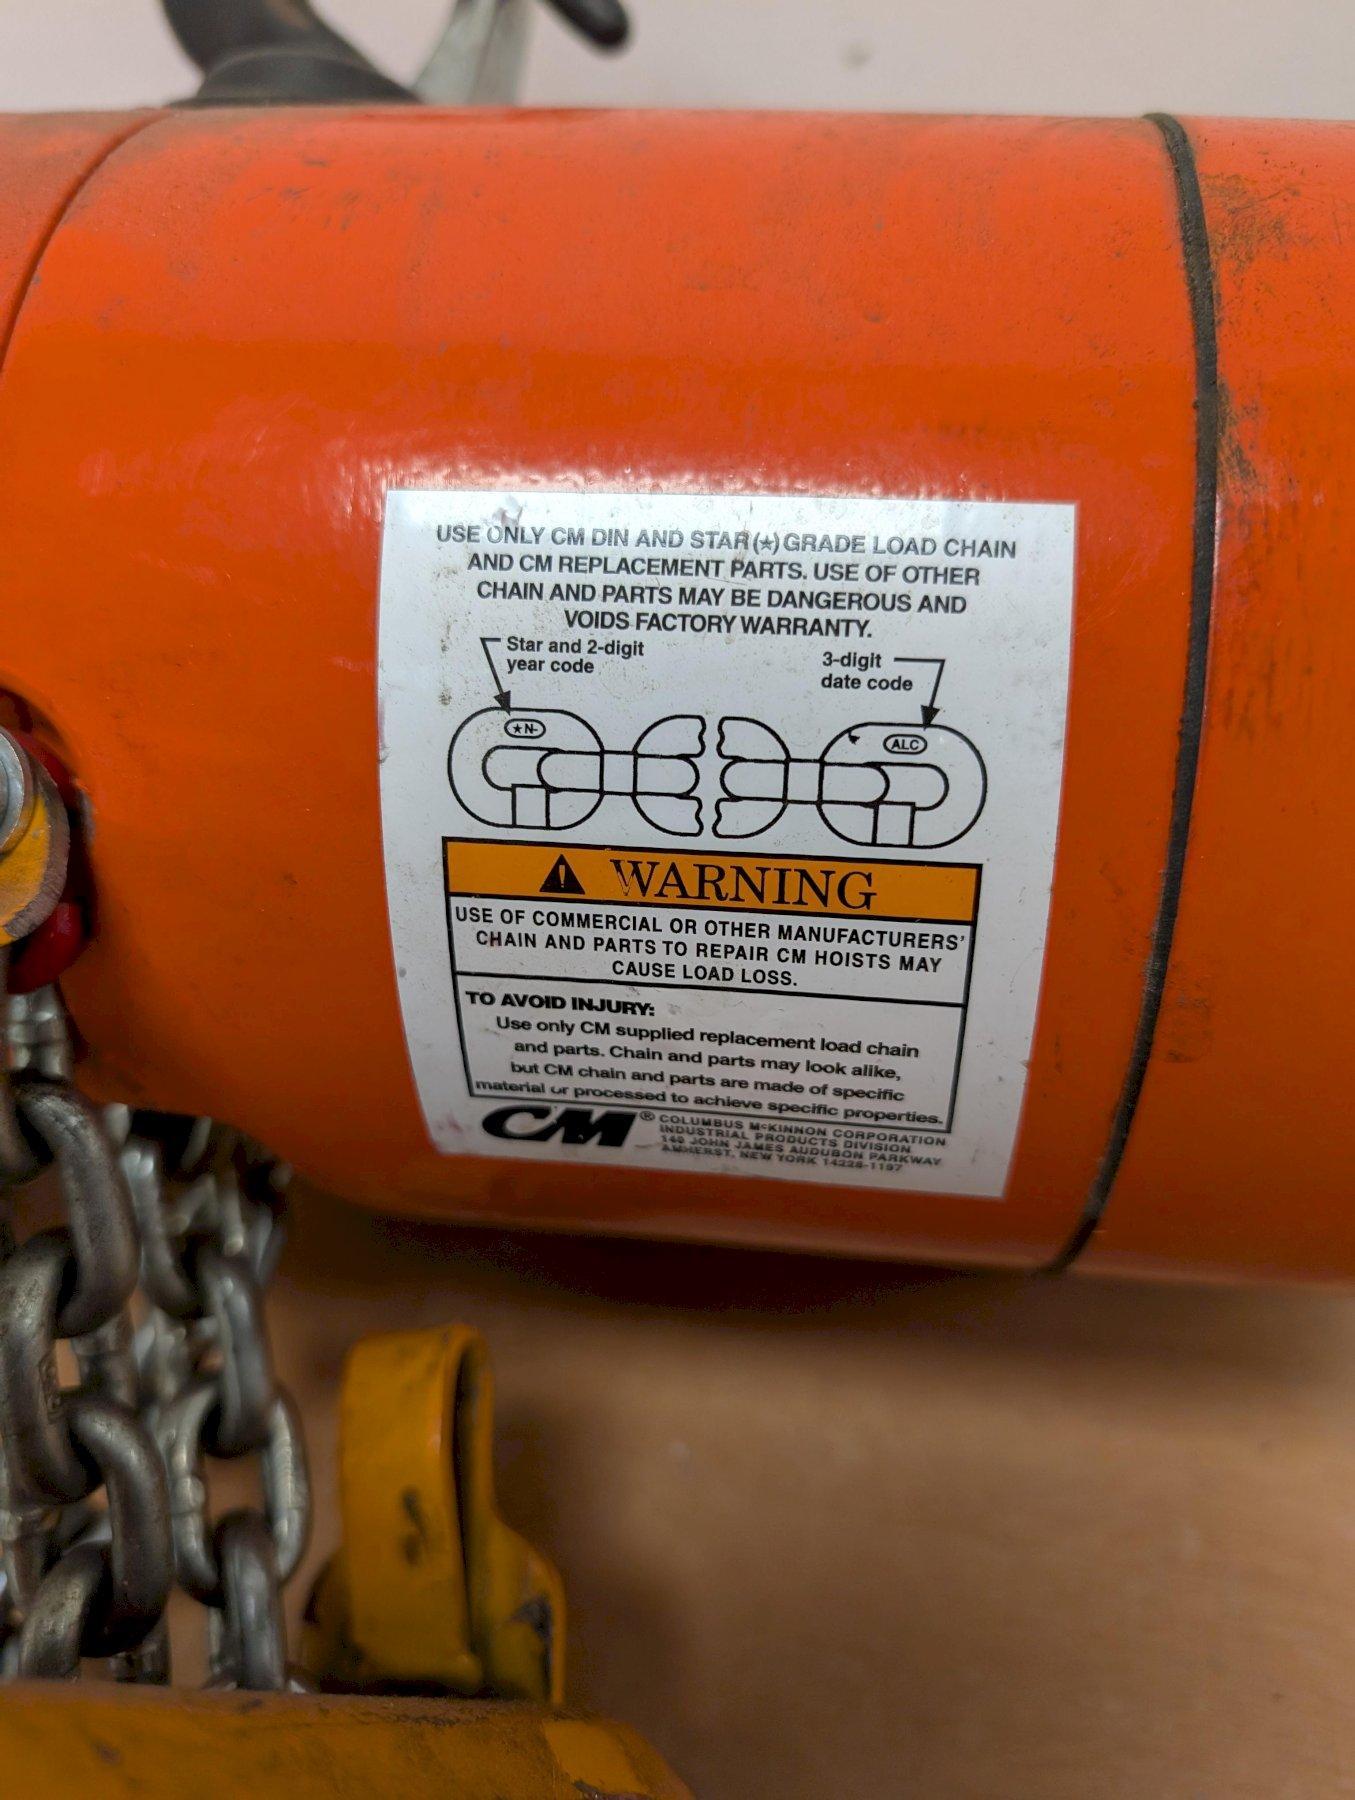 USE ONLY CM DIN AND STAR (★) GRADE LOAD CHAIN
AND CM REPLACEMENT PARTS. USE OF OTHER
CHAIN AND PARTS MAY BE DANGEROUS AND
VOIDS FACTORY WARRANTY.
Star and 2-digit
year code
3-digit
date code
★N-
ALC
WARNING
USE OF COMMERCIAL OR OTHER MANUFACTURERS'
CHAIN AND PARTS TO REPAIR CM HOISTS MAY
CAUSE LOAD LOSS.
TO AVOID INJURY:
Use only CM supplied replacement load chain
and parts. Chain and parts may look alike,
but CM chain and parts are made of specific
material or processed to achieve specific properties.
CM®
COLUMBUS McKINNON CORPORATION
INDUSTRIAL PRODUCTS DIVISION
140 JOHN JAMES AUDUBON PARKWAY
AMHERST, NEW YORK 14228-1197